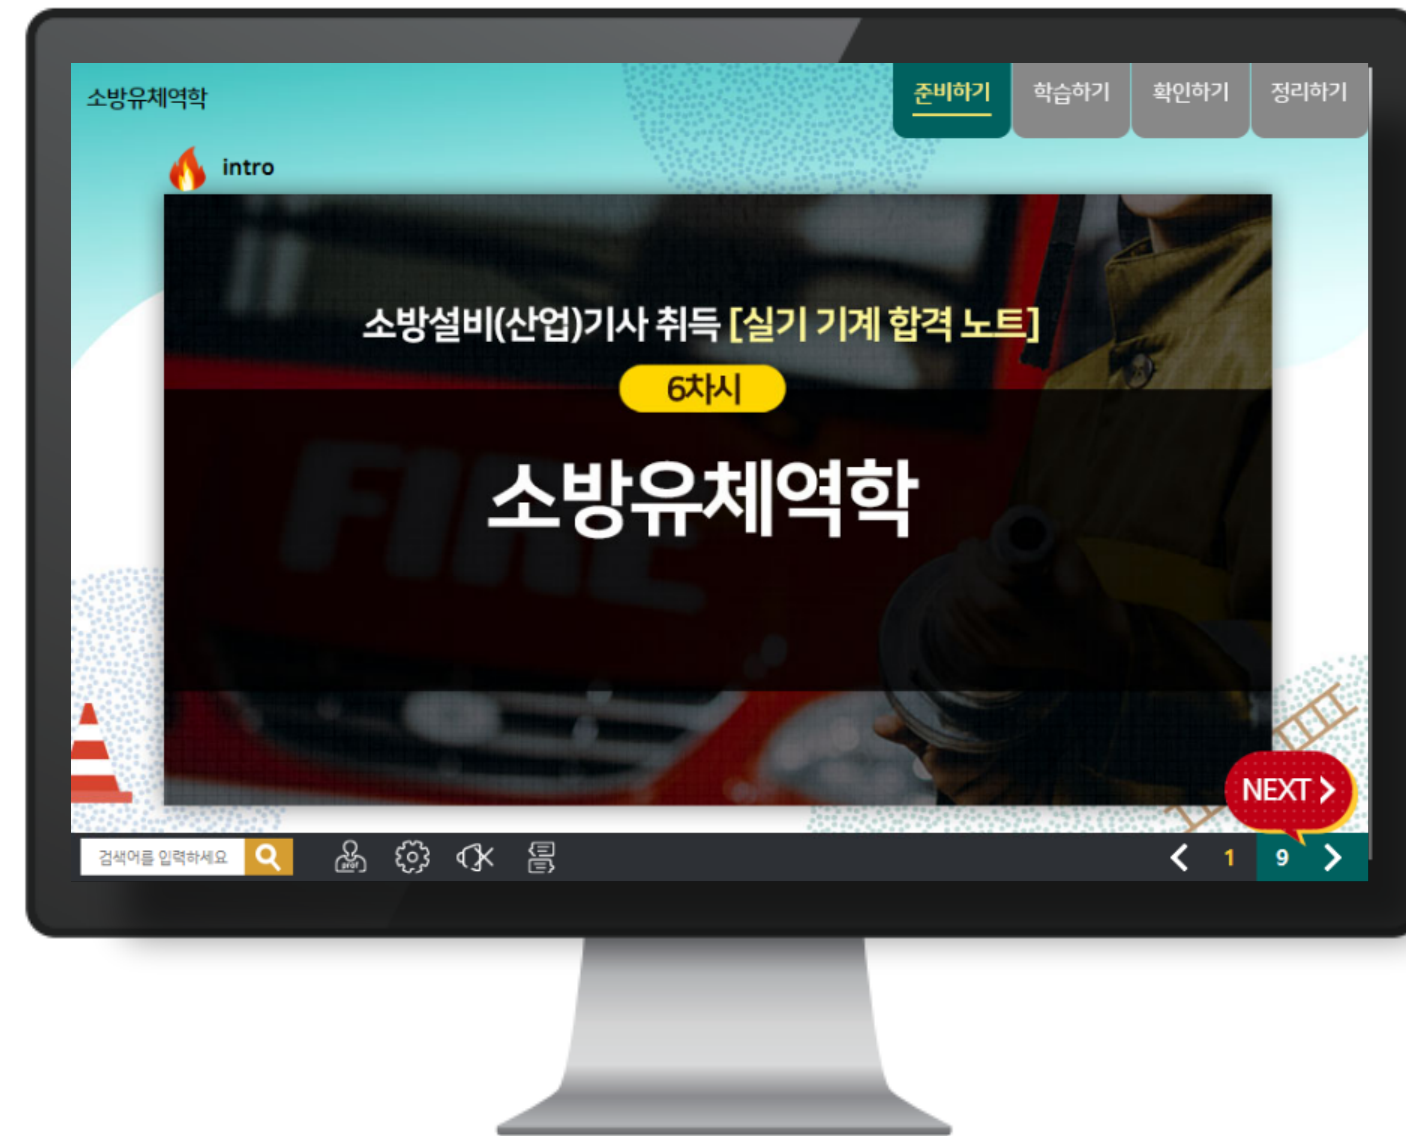 소방유체역학
준비하기
학습하기
확인하기
정리하기
intro
소방설비(산업)기사 취득 [실기 기계 합격 노트]
6차시
소방유체역학
FIRE
NEXT
검색어를 입력하세요
prof
1
9